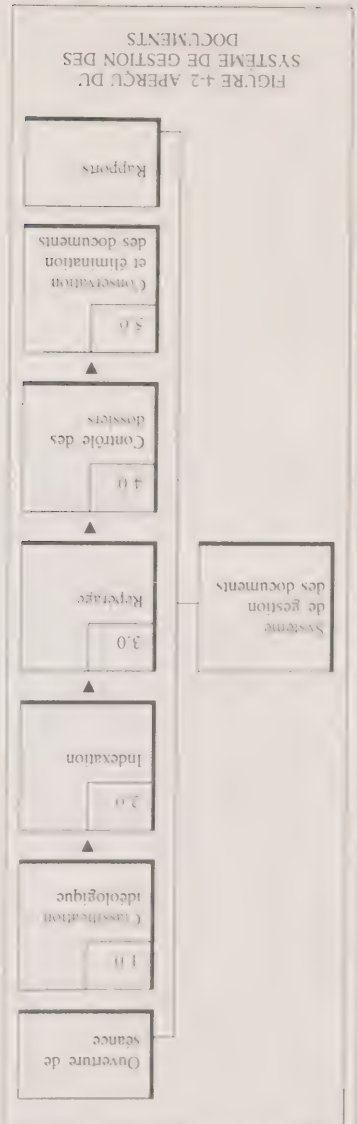 Système
de gestion
des documents
Ouverture de
séance
1.0
Classification
idéologique
2.0
Indexation
3.0
Repérage
4.0
Contrôle des
dossiers
5.0
Conservation
et élimination
des documents
Rapports
FIGURE 4-2 APERÇU DU
SYSTÈME DE GESTION DES
DOCUMENTS